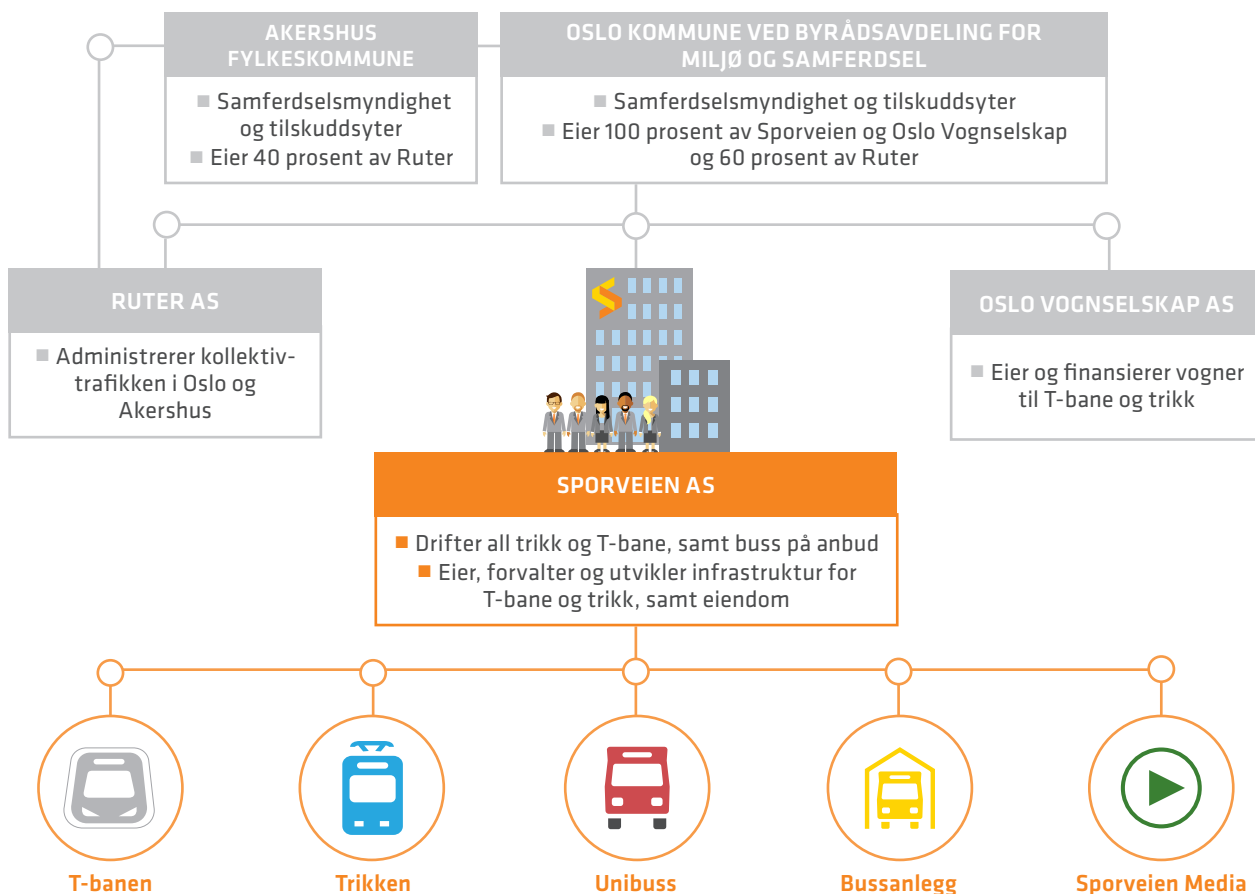 AKERSHUS
FYLKESKOMMUNE
Samferdselsmyndighet
og tilskuddsyter
Eier 40 prosent av Ruter
OSLO KOMMUNE VED BYRÅDSAVDELING FOR
MILJØ OG SAMFERDSEL
Samferdselsmyndighet og tilskuddsyter
Eier 100 prosent av Sporveien og Oslo Vognselskap
og 60 prosent av Ruter
RUTER AS
Administrerer kollektiv-
trafikken i Oslo og
Akershus
OSLO VOGNSELSKAP AS
Eier og finansierer vogner
til T-bane og trikk
SPORVEIEN AS
Drifter all trikk og T-bane, samt buss på anbud
Eier, forvalter og utvikler infrastruktur for
T-bane og trikk, samt eiendom
T-banen
Trikken
Unibuss
Bussanlegg
Sporveien Media